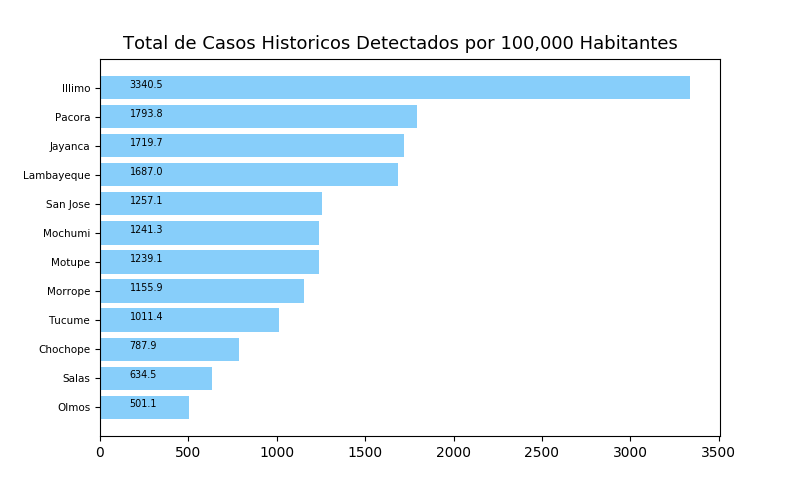 Total de Casos Historicos Detectados por 100,000 Habitantes
Illimo 3340.5
Pacora 1793.8
Jayanca 1719.7
Lambayeque 1687.0
San Jose 1257.1
Mochumi 1241.3
Motupe 1239.1
Morrope 1155.9
Tucume 1011.4
Chochope 787.9
Salas 634.5
Olmos 501.1
0 500 1000 1500 2000 2500 3000 3500